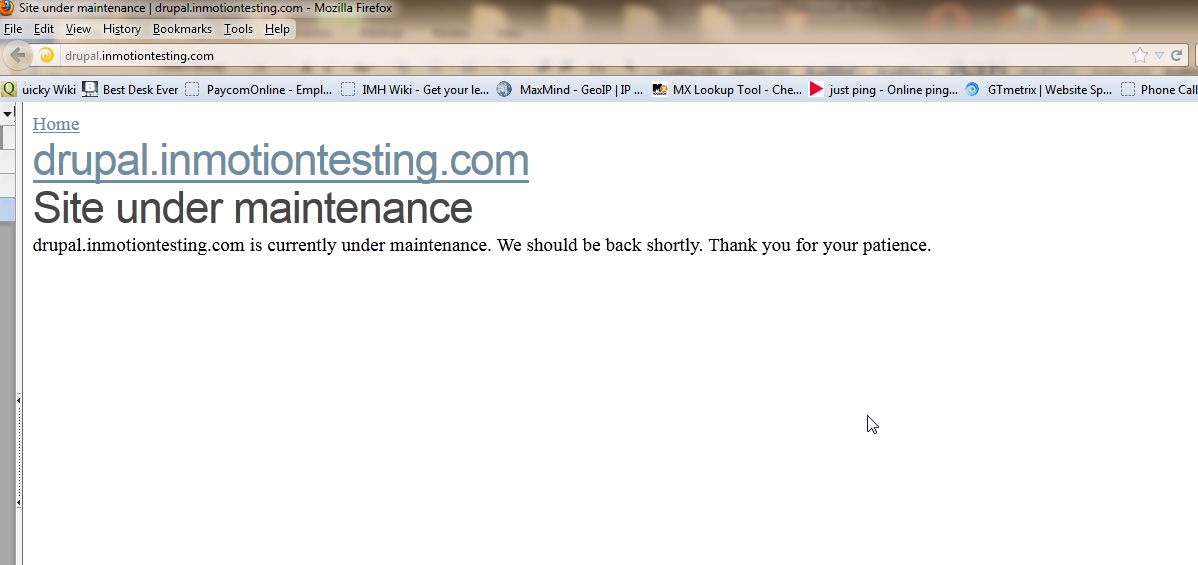 Site under maintenance | drupal.inmotiontesting.com - Mozilla Firefox
File Edit View History Bookmarks Tools Help
drupal.inmotiontesting.com
Quicky Wiki Best Desk Ever PaycomOnline - Empl... IMH Wiki - Get your le... MaxMind - GeoIP | IP ... MX Lookup Tool - Che... just ping - Online ping... GTmetrix | Website Sp... Phone Call
Home
drupal.inmotiontesting.com
Site under maintenance
drupal.inmotiontesting.com is currently under maintenance. We should be back shortly. Thank you for your patience.